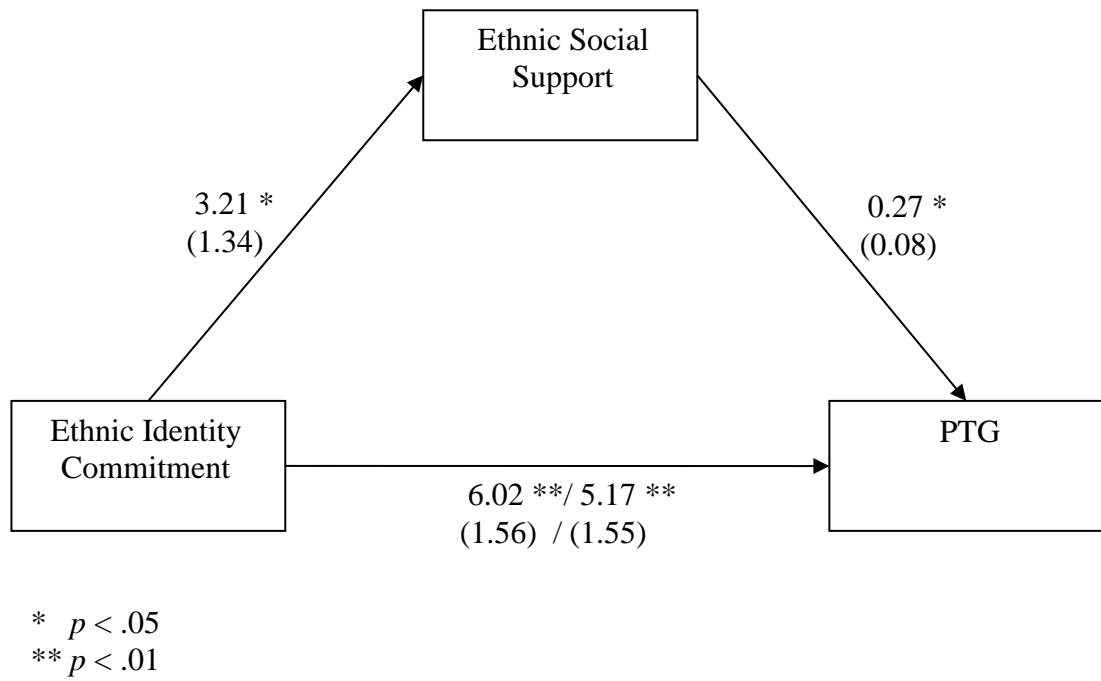 Ethnic Social
Support
3.21 *
(1.34)
0.27 *
(0.08)
Ethnic Identity
Commitment
PTG
6.02 **/ 5.17 **
(1.56) / (1.55)
* p < .05
** p < .01